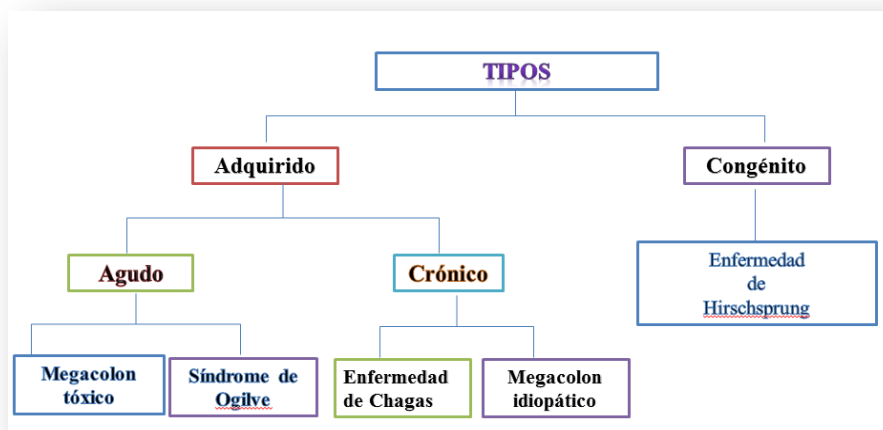 TIPOS
Adquirido
Congénito
Agudo
Crónico
Enfermedad
de
Hirschsprung
Megacolon
tóxico
Síndrome de
Ogilve
Enfermedad
de Chagas
Megacolon
idiopático